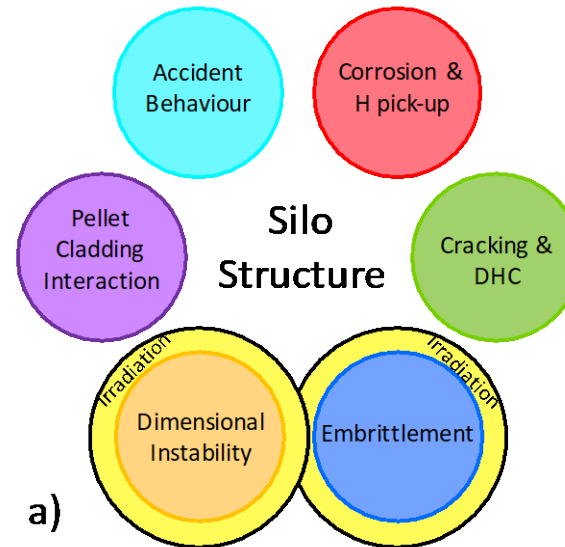 Accident
Behaviour
Corrosion &
H pick-up
Pellet
Cladding
Interaction
Silo
Structure
Cracking &
DHC
Irradiation
Irradiation
Dimensional
Instability
Embrittlement
a)